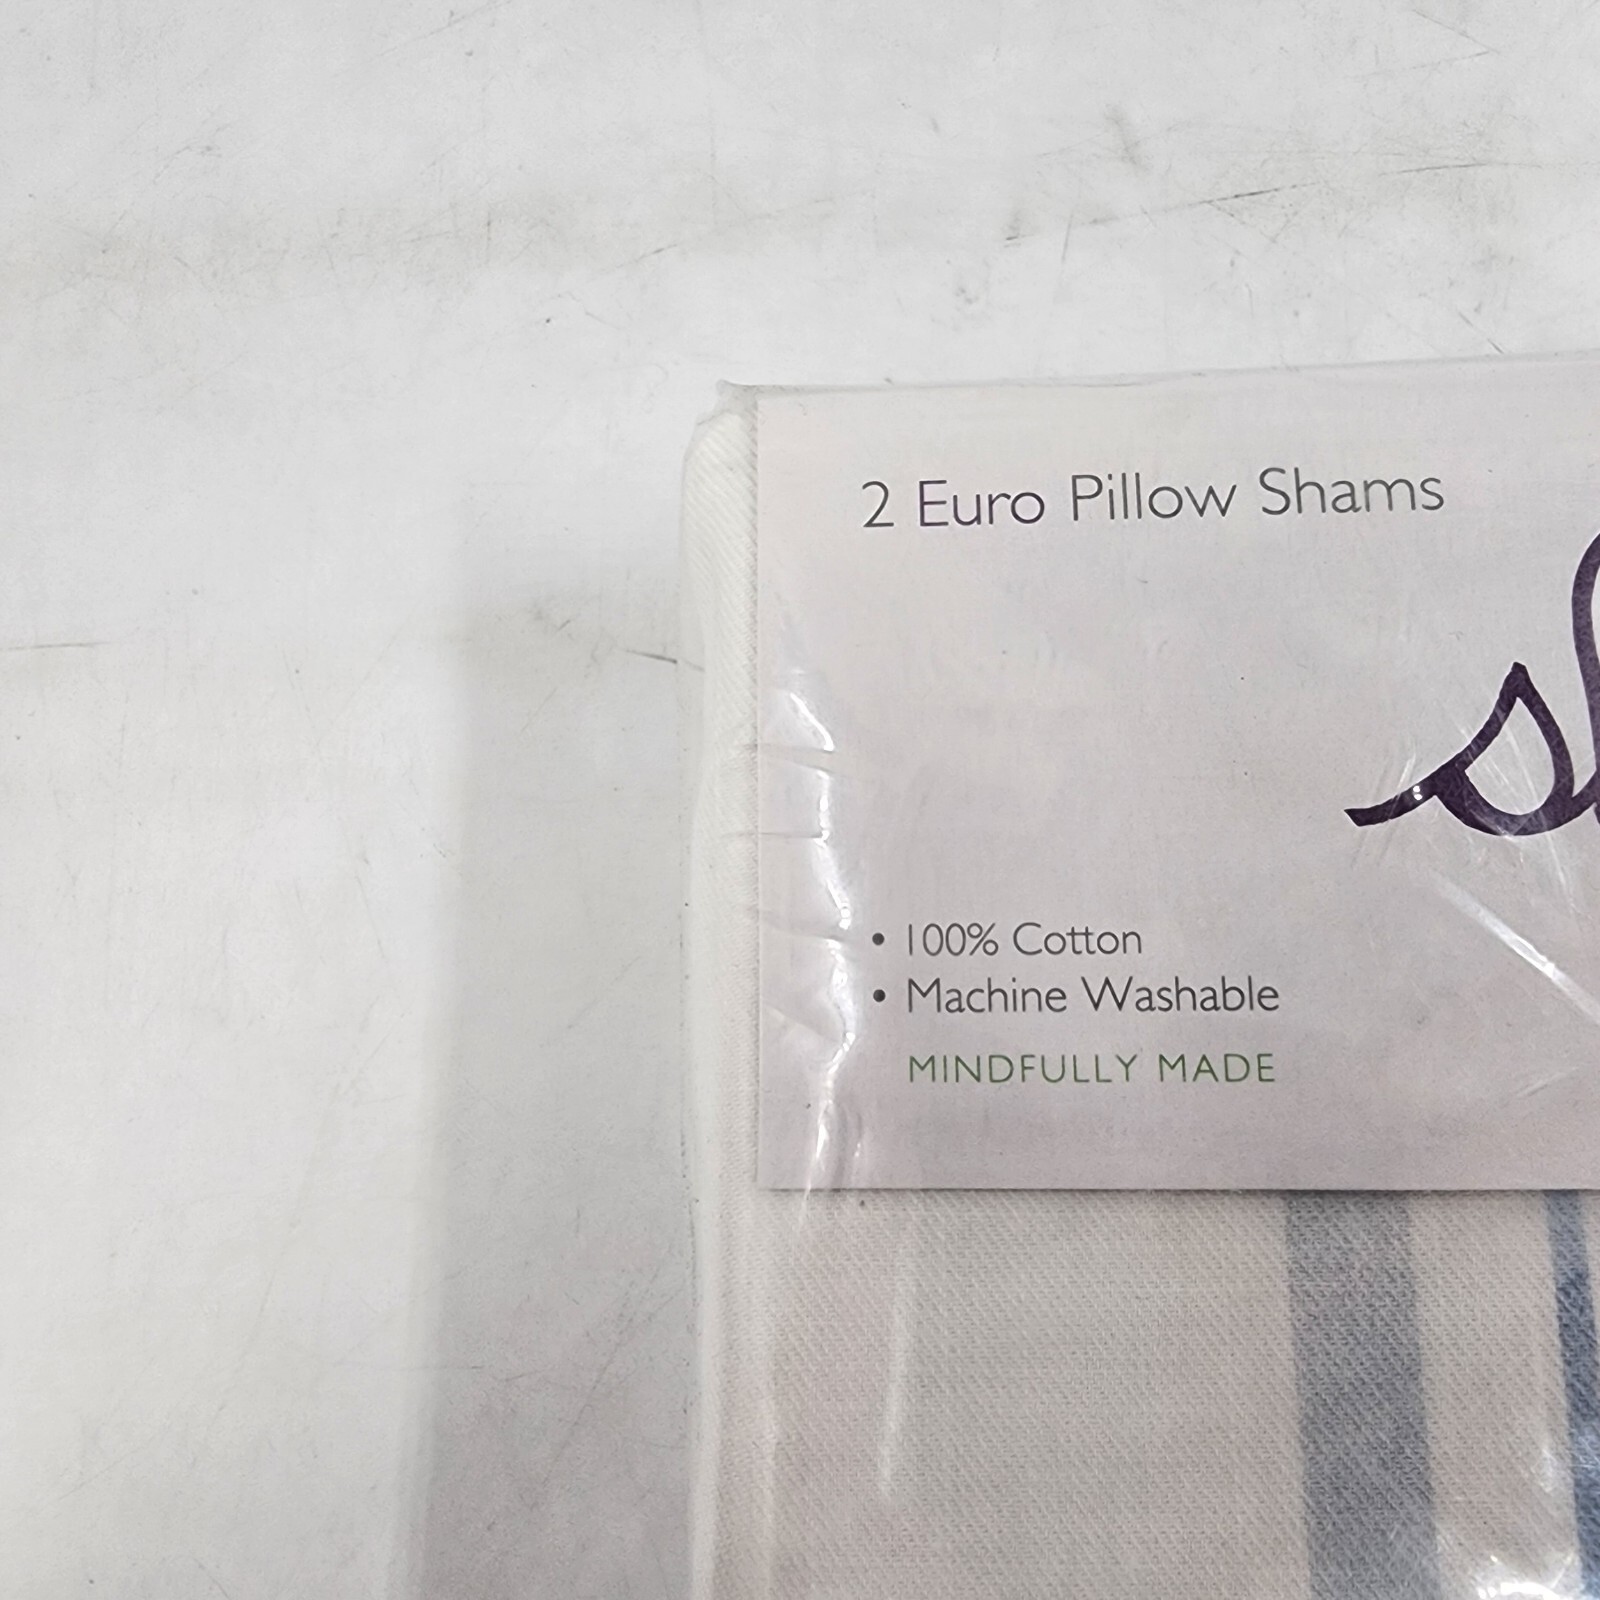 2 Euro Pillow Shams
• 100% Cotton
• Machine Washable
MINDFULLY MADE